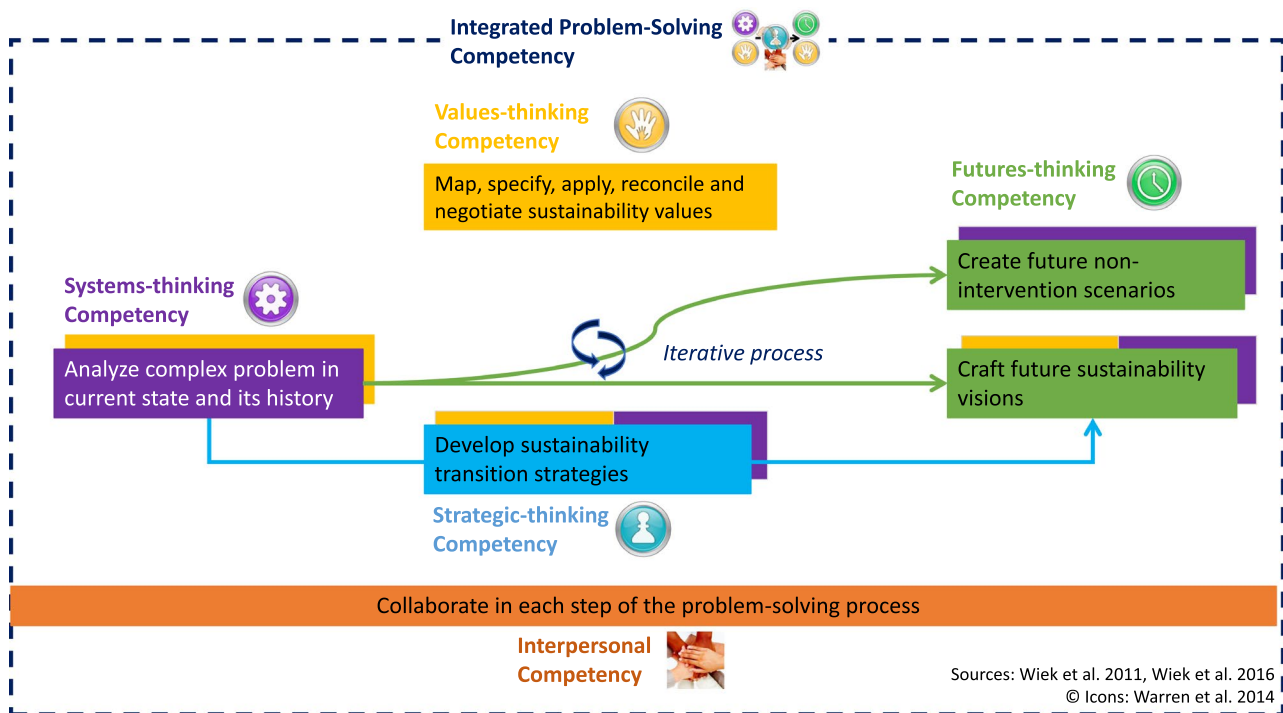 Integrated Problem-Solving
Competency
Values-thinking
Competency
Map, specify, apply, reconcile and
negotiate sustainability values
Futures-thinking
Competency
Create future non-
intervention scenarios
Systems-thinking
Competency
Analyze complex problem in
current state and its history
Iterative process
Craft future sustainability
visions
Develop sustainability
transition strategies
Strategic-thinking
Competency
Collaborate in each step of the problem-solving process
Interpersonal
Competency
Sources: Wiek et al. 2011, Wiek et al. 2016
© Icons: Warren et al. 2014